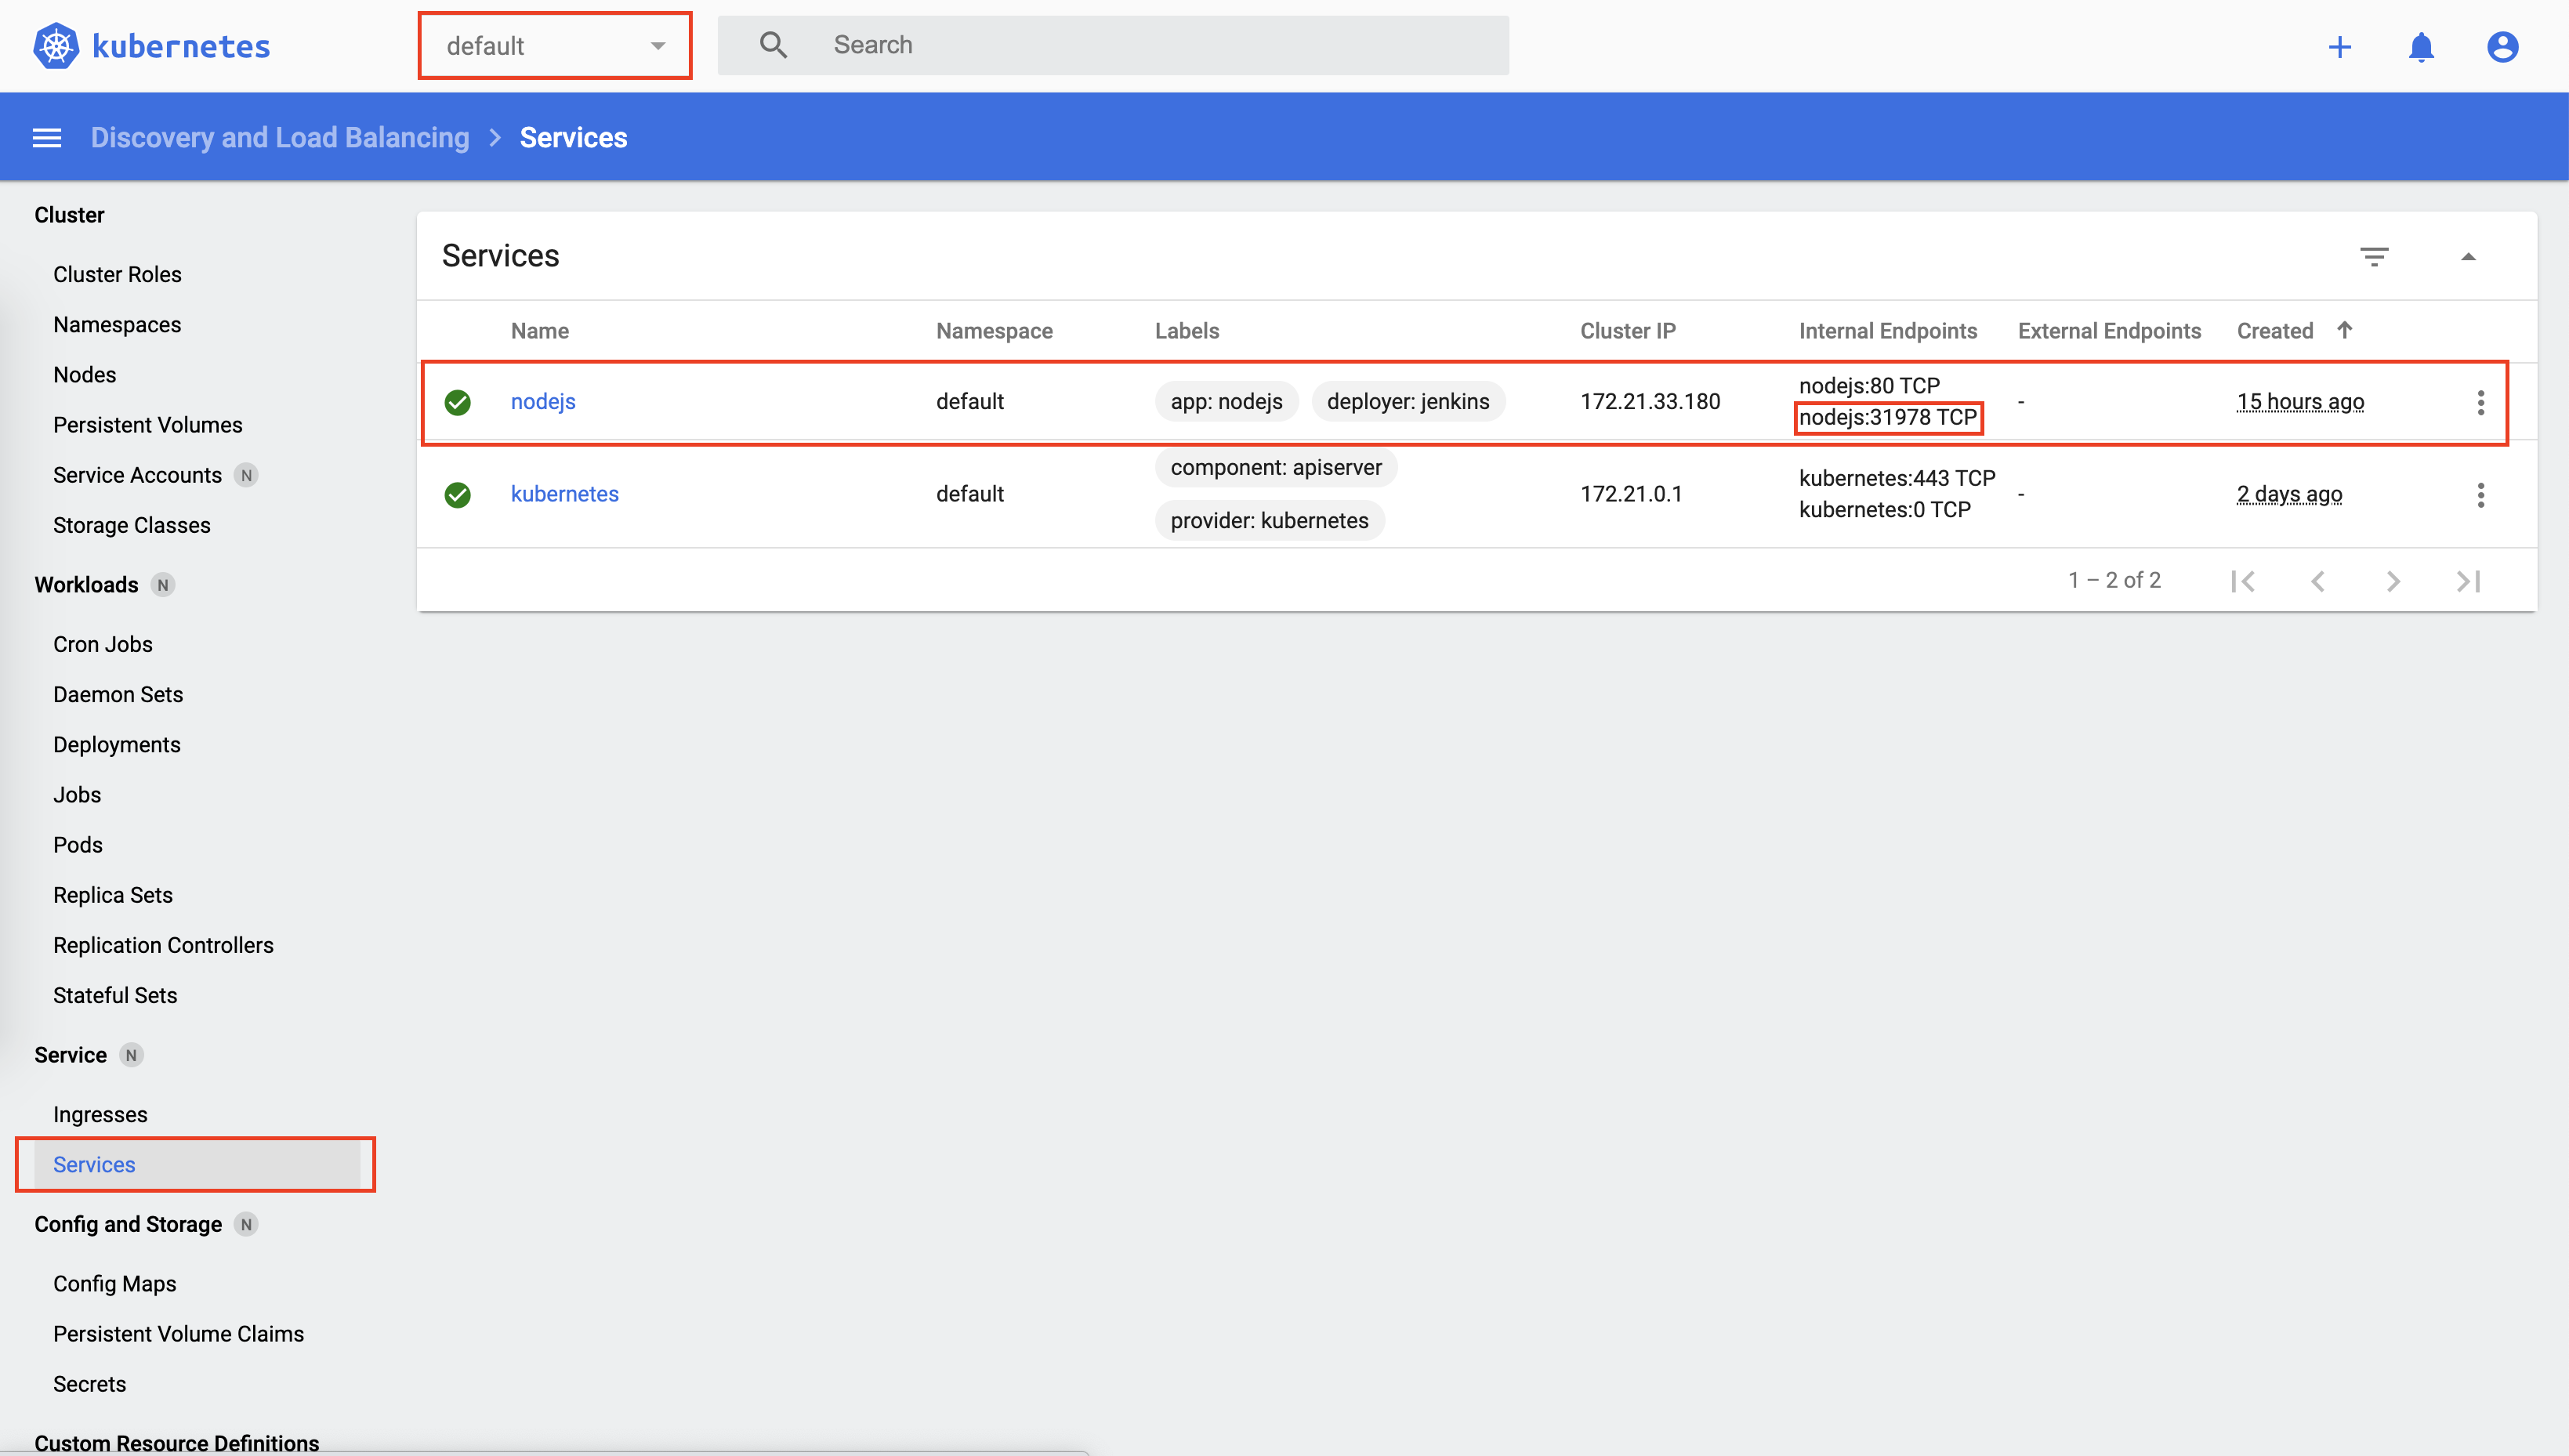 kubernetes
default
Search
Discovery and Load Balancing > Services
Cluster
Cluster Roles
Namespaces
Nodes
Persistent Volumes
Service Accounts N
Storage Classes
Workloads N
Cron Jobs
Daemon Sets
Deployments
Jobs
Pods
Replica Sets
Replication Controllers
Stateful Sets
Service N
Ingresses
Services
Config and Storage N
Config Maps
Persistent Volume Claims
Secrets
Custom Resource Definitions
Services
Name Namespace Labels Cluster IP Internal Endpoints External Endpoints Created
nodejs default app: nodejs deployer: jenkins 172.21.33.180 nodejs:80 TCP - 15 hours ago
nodejs:31978 TCP
kubernetes default component: apiserver 172.21.0.1 kubernetes:443 TCP - 2 days ago
provider: kubernetes kubernetes:0 TCP
1 – 2 of 2